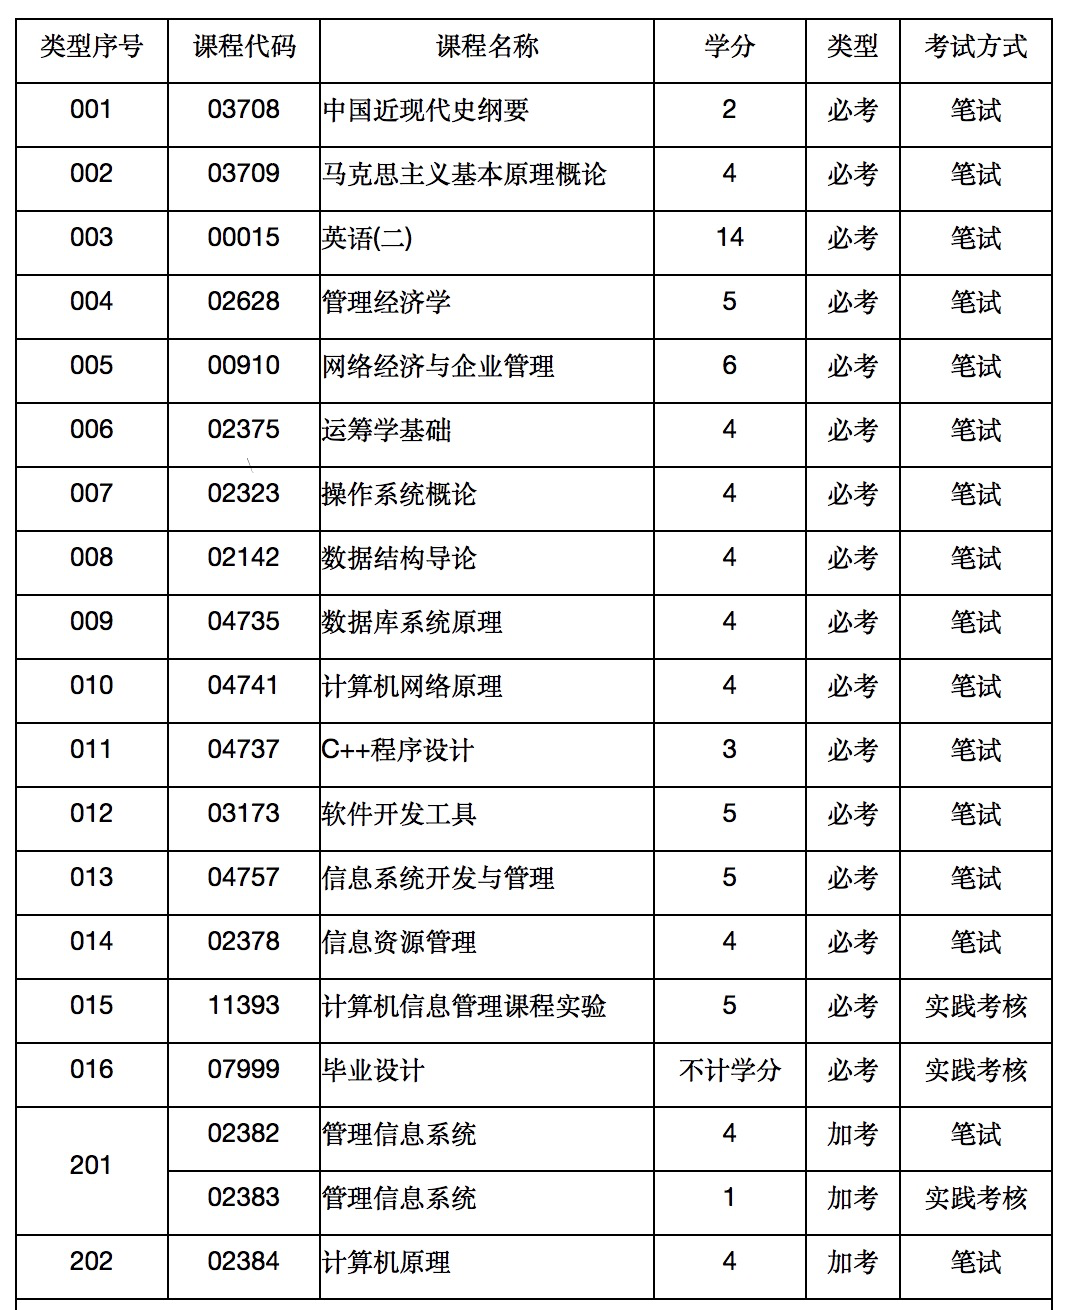 类型序号 课程代码 课程名称 学分 类型 考试方式
001 03708 中国近现代史纲要 2 必考 笔试
002 03709 马克思主义基本原理概论 4 必考 笔试
003 00015 英语(二) 14 必考 笔试
004 02628 管理经济学 5 必考 笔试
005 00910 网络经济与企业管理 6 必考 笔试
006 02375 运筹学基础 4 必考 笔试
007 02323 操作系统概论 4 必考 笔试
008 02142 数据结构导论 4 必考 笔试
009 04735 数据库系统原理 4 必考 笔试
010 04741 计算机网络原理 4 必考 笔试
011 04737 C++程序设计 3 必考 笔试
012 03173 软件开发工具 5 必考 笔试
013 04757 信息系统开发与管理 5 必考 笔试
014 02378 信息资源管理 4 必考 笔试
015 11393 计算机信息管理课程实验 5 必考 实践考核
016 07999 毕业设计 不计学分 必考 实践考核
201 02382 管理信息系统 4 加考 笔试
02383 管理信息系统 1 加考 实践考核
202 02384 计算机原理 4 加考 笔试